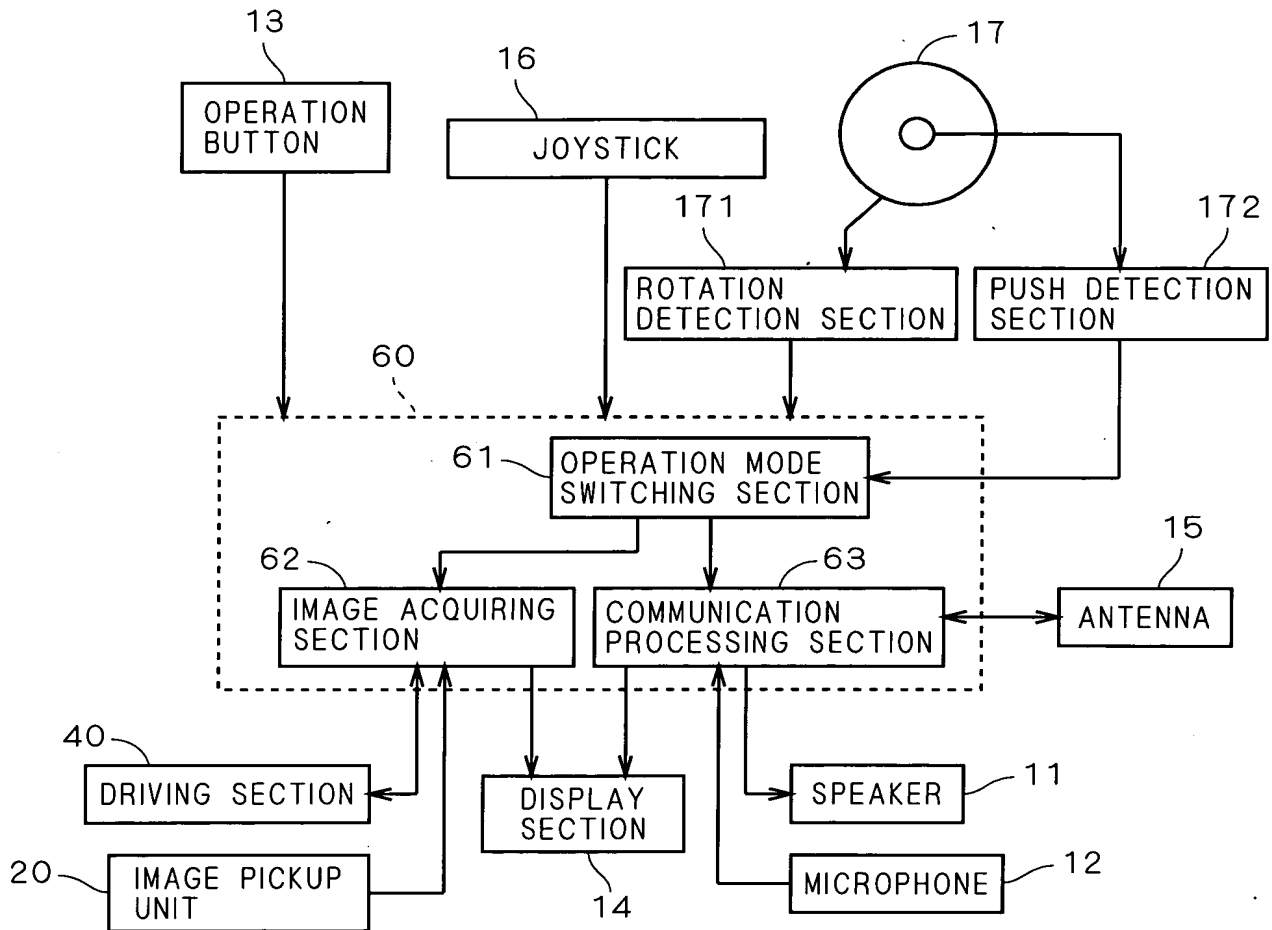 13
OPERATION
BUTTON
16
JOYSTICK
17
171
ROTATION
DETECTION SECTION
172
PUSH DETECTION
SECTION
60
61
OPERATION MODE
SWITCHING SECTION
62
IMAGE ACQUIRING
SECTION
63
COMMUNICATION
PROCESSING SECTION
15
ANTENNA
40
DRIVING SECTION
20
IMAGE PICKUP
UNIT
DISPLAY
SECTION
14
SPEAKER
11
MICROPHONE
12